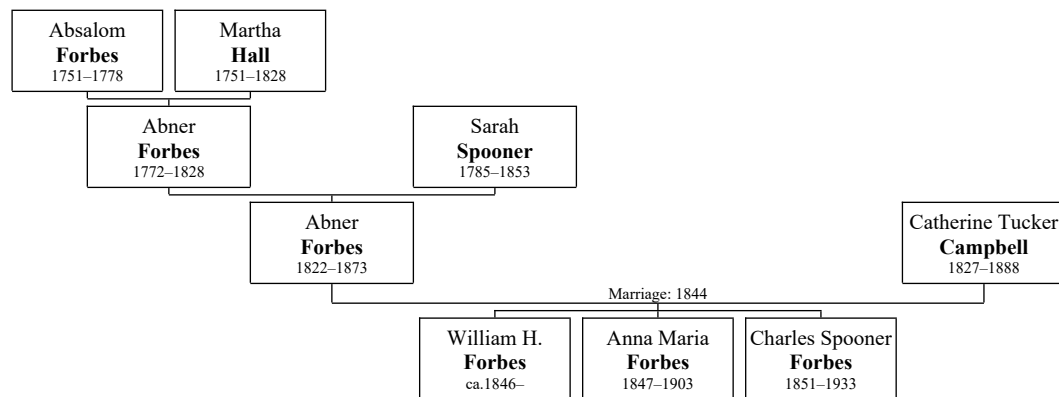 Absalom
Forbes
1751–1778
Martha
Hall
1751–1828
Abner
Forbes
1772–1828
Sarah
Spooner
1785–1853
Abner
Forbes
1822–1873
Catherine Tucker
Campbell
1827–1888
Marriage: 1844
William H.
Forbes
ca.1846–
Anna Maria
Forbes
1847–1903
Charles Spooner
Forbes
1851–1933